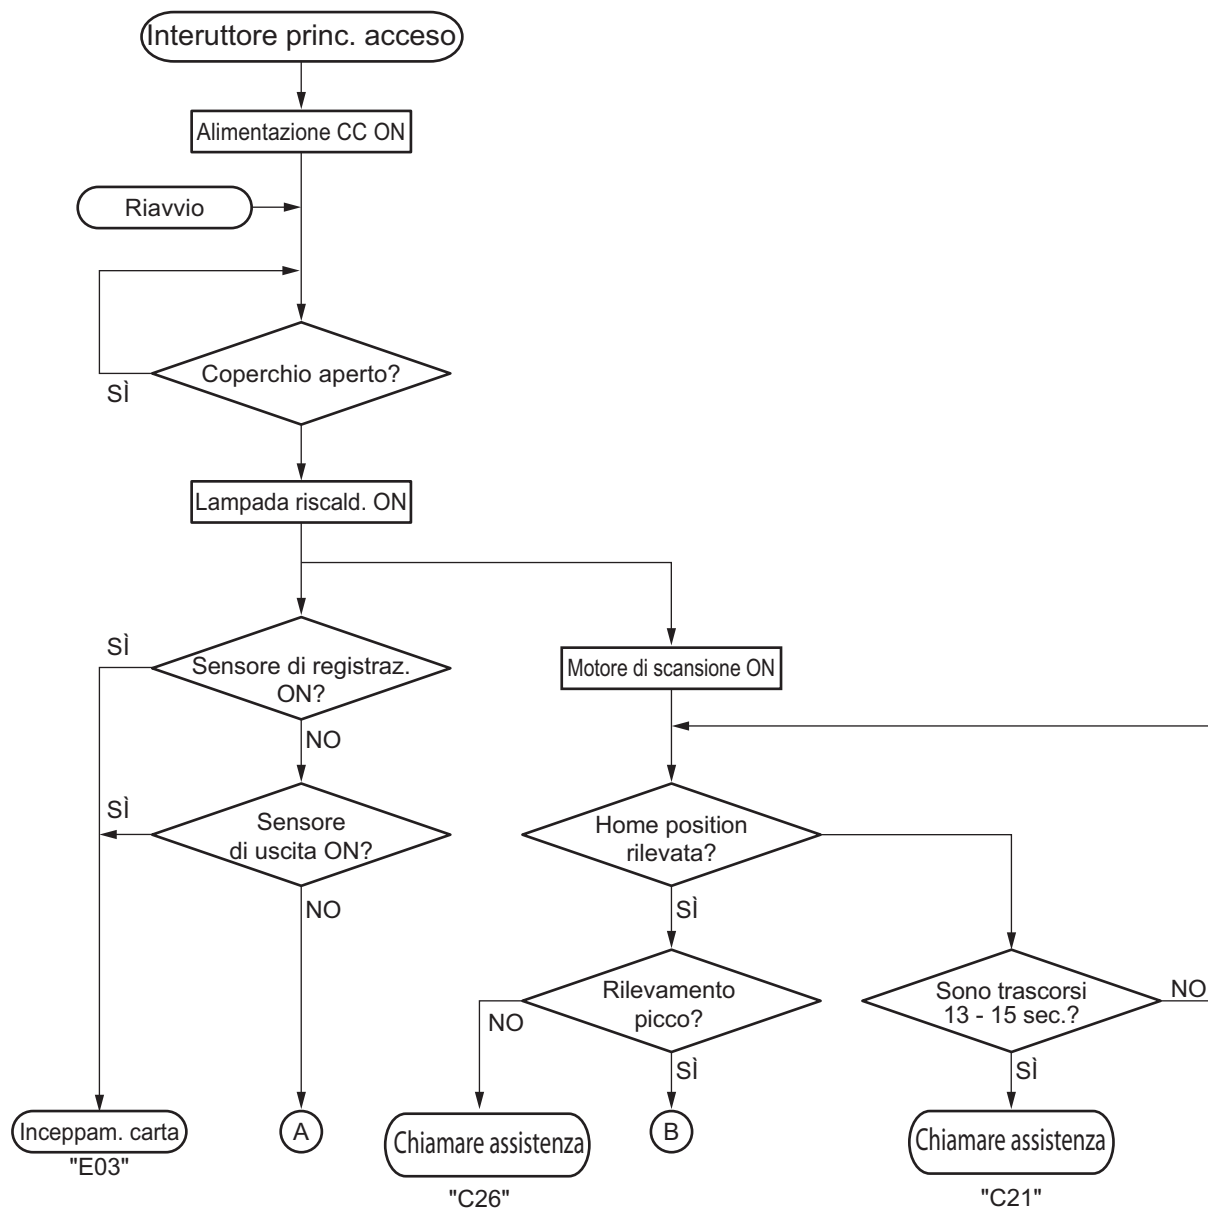 Interuttore princ. acceso
Alimentazione CC ON
Riavvio
Coperchio aperto?
SÌ
Lampada riscald. ON
SÌ
Sensore di registraz.
ON?
Motore di scansione ON
NO
SÌ
Sensore
di uscita ON?
Home position
rilevata?
NO
SÌ
Rilevamento
picco?
Sono trascorsi
13 - 15 sec.?
NO
NO
SÌ
SÌ
Inceppam. carta
A
Chiamare assistenza
B
Chiamare assistenza
"E03"
"C26"
"C21"